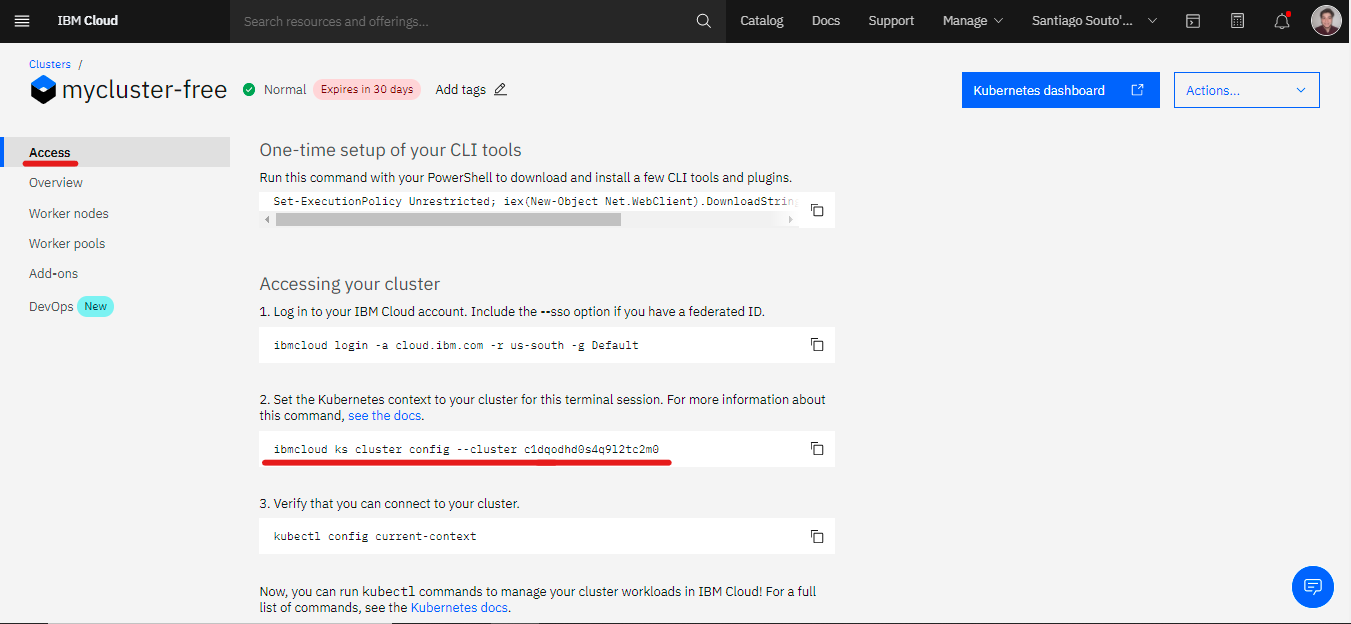 IBM Cloud
Search resources and offerings...
Catalog
Docs
Support
Manage
Santiago Souto'...
Clusters /
mycluster-free
Normal
Expires in 30 days
Add tags
Kubernetes dashboard
Actions...
Access
Overview
Worker nodes
Worker pools
Add-ons
DevOps New
One-time setup of your CLI tools
Run this command with your PowerShell to download and install a few CLI tools and plugins.
Set-ExecutionPolicy Unrestricted; iex(New-Object Net.WebClient).DownloadString
Accessing your cluster
1. Log in to your IBM Cloud account. Include the --sso option if you have a federated ID.
ibmcloud login -a cloud.ibm.com -r us-south -g Default
2. Set the Kubernetes context to your cluster for this terminal session. For more information about
this command, see the docs.
ibmcloud ks cluster config --cluster c1dqodhd0s4q9l2tc2m0
3. Verify that you can connect to your cluster.
kubectl config current-context
Now, you can run kubectl commands to manage your cluster workloads in IBM Cloud! For a full
list of commands, see the Kubernetes docs.